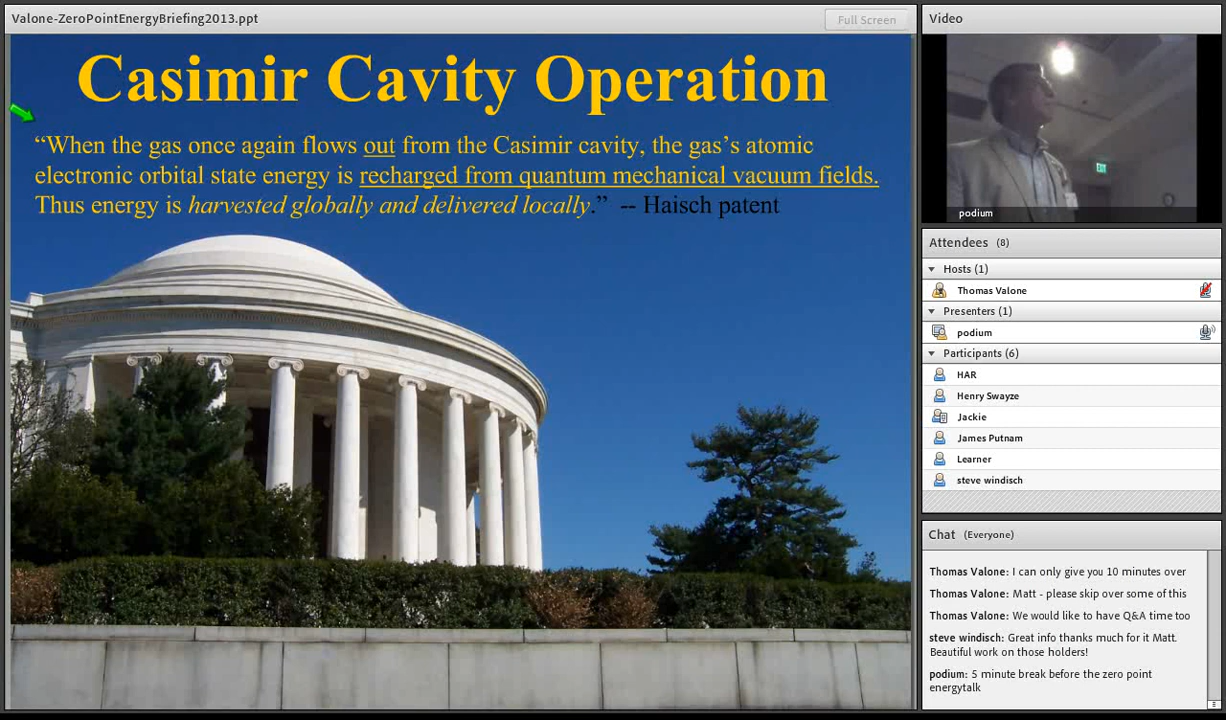 Valone-ZeroPointEnergyBriefing2013.ppt
Full Screen
Casimir Cavity Operation
“When the gas once again flows out from the Casimir cavity, the gas’s atomic
electronic orbital state energy is recharged from quantum mechanical vacuum fields.
Thus energy is harvested globally and delivered locally.” -- Haisch patent
Video
podium
Attendees (8)
Hosts (1)
Thomas Valone
Presenters (1)
podium
Participants (6)
HAR
Henry Swayze
Jackie
James Putnam
Learner
steve windisch
Chat (Everyone)
Thomas Valone: I can only give you 10 minutes over
Thomas Valone: Matt - please skip over some of this
Thomas Valone: We would like to have Q&A time too
steve windisch: Great info thanks much for it Matt.
Beautiful work on those holders!
podium: 5 minute break before the zero point
energytalk